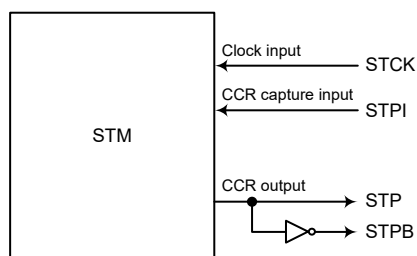 Clock input
STCK
CCR capture input
STPI
STM
CCR output
STP
STPB